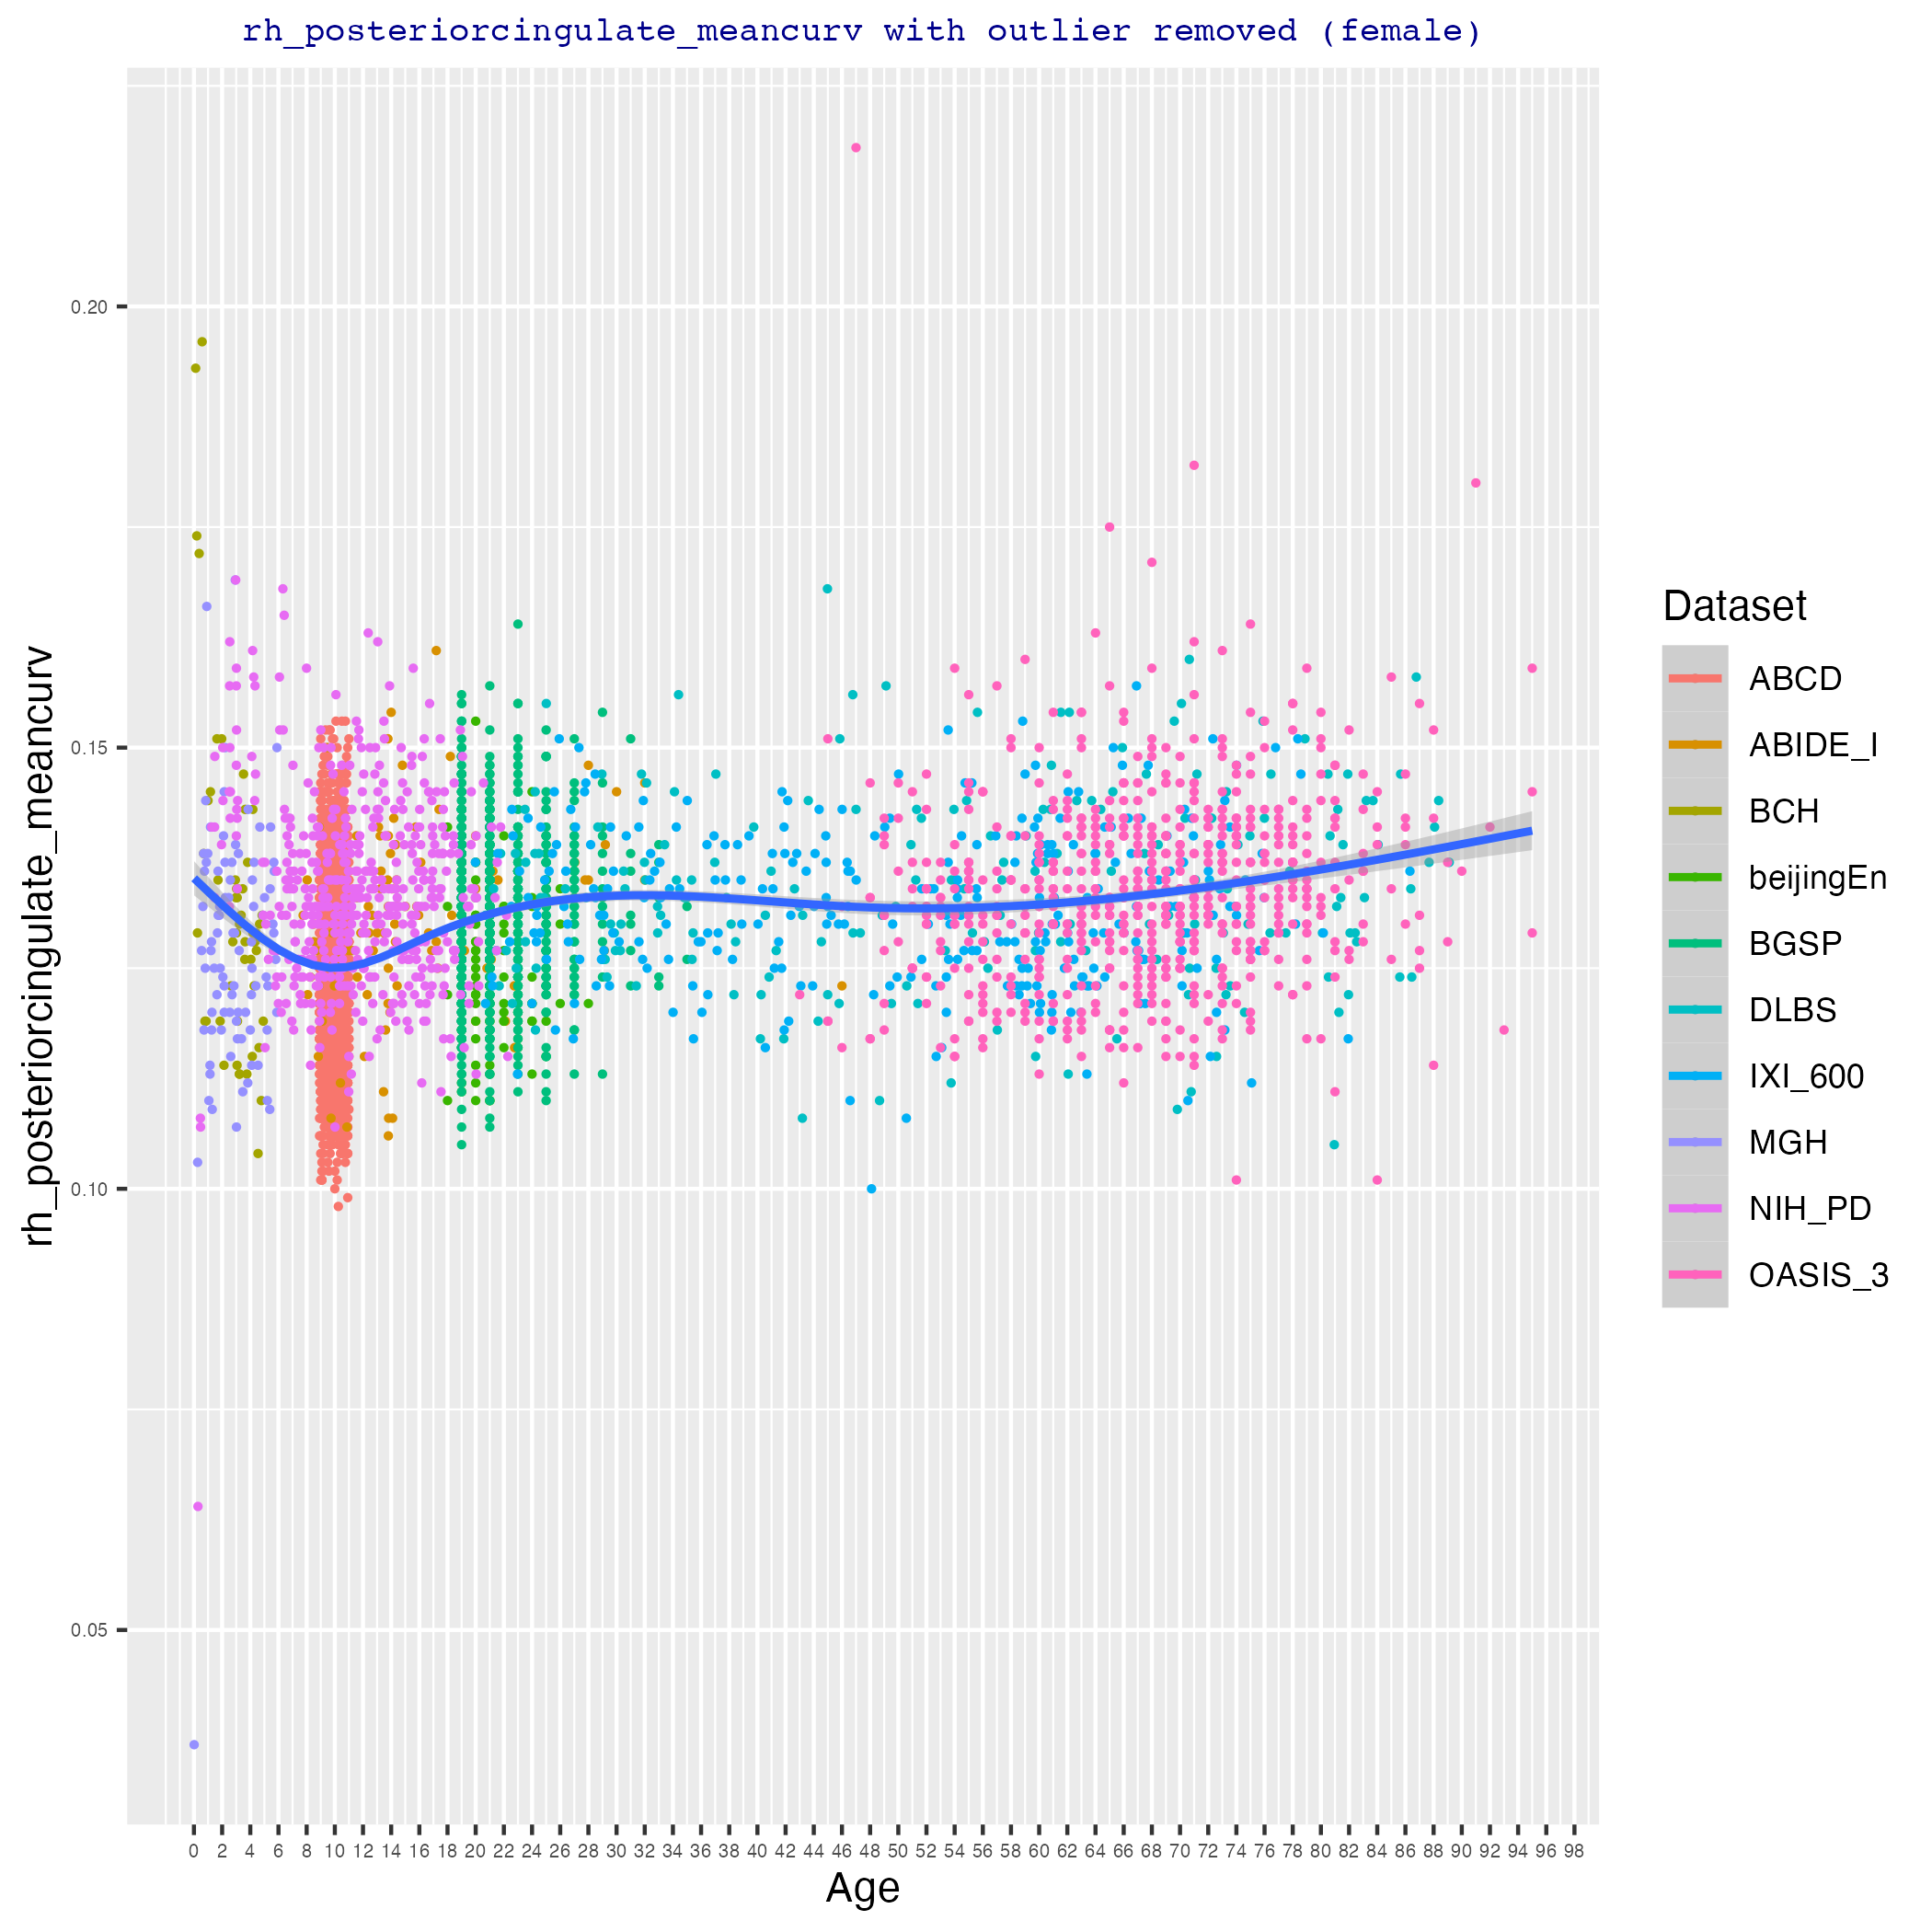 rh_posteriorcingulate_meancurv with outlier removed (female)
rh_posteriorcingulate_meancurv
0.20
0.15
0.10
0.05
0 2 4 6 8 10 12 14 16 18 20 22 24 26 28 30 32 34 36 38 40 42 44 46 48 50 52 54 56 58 60 62 64 66 68 70 72 74 76 78 80 82 84 86 88 90 92 94 96 98
Age
Dataset
ABCD
ABIDE_I
BCH
beijingEn
BGSP
DLBS
IXI_600
MGH
NIH_PD
OASIS_3